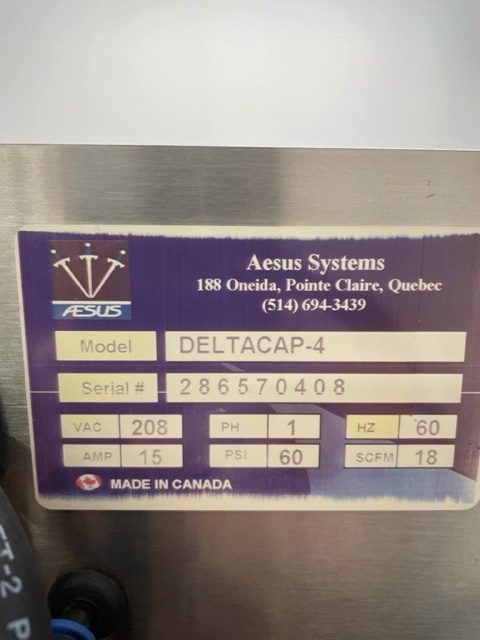 Aesus Systems
188 Oneida, Pointe Claire, Quebec
(514) 694-3439
ÆSUS
Model DELTACAP-4
Serial # 286570408
VAC 208 PH 1 HZ 60
AMP 15 PSI 60 SCFM 18
MADE IN CANADA
T-2 P